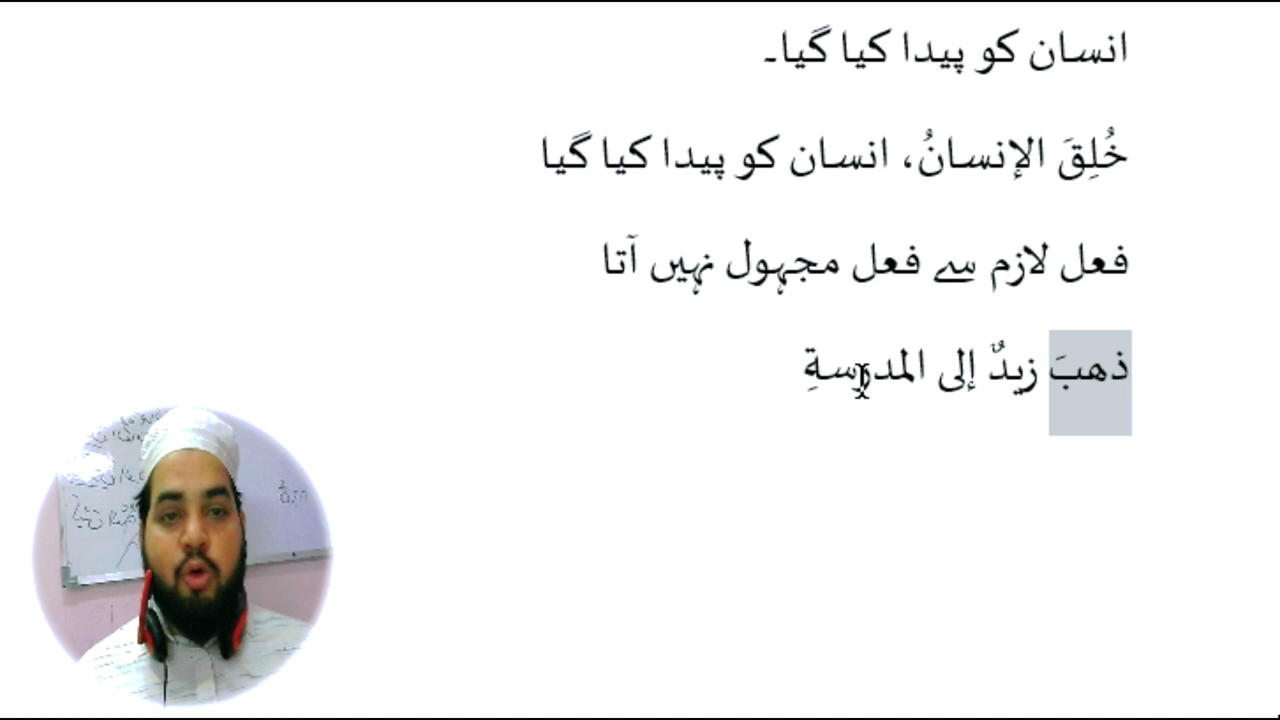 انسان کو پیدا کیا گیا۔
خُلِقَ الإنسانُ، انسان کو پیدا کیا گیا
فعل لازم سے فعل مجہول نہیں آتا
ذهبَ زیدٌ إلى المدرسةِ